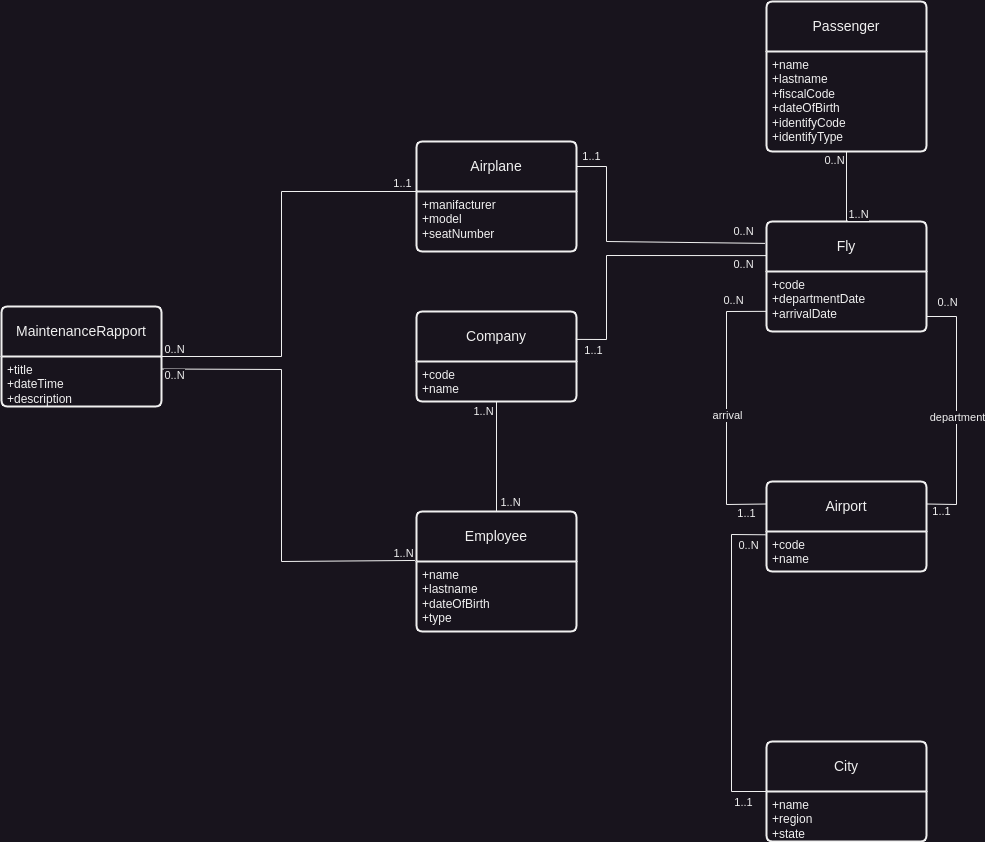 Passenger
+name
+lastname
+fiscalCode
+dateOfBirth
+identifyCode
+identifyType
0..N
1..N
Airplane
+manifacturer
+model
+seatNumber
1..1
1..1
0..N
Fly
+code
+departmentDate
+arrivalDate
0..N
0..N
0..N
MaintenanceRapport
+title
+dateTime
+description
0..N
0..N
Company
+code
+name
1..1
1..N
1..N
arrival
department
Employee
+name
+lastname
+dateOfBirth
+type
1..N
Airport
+code
+name
1..1
1..1
0..N
City
+name
+region
+state
1..1